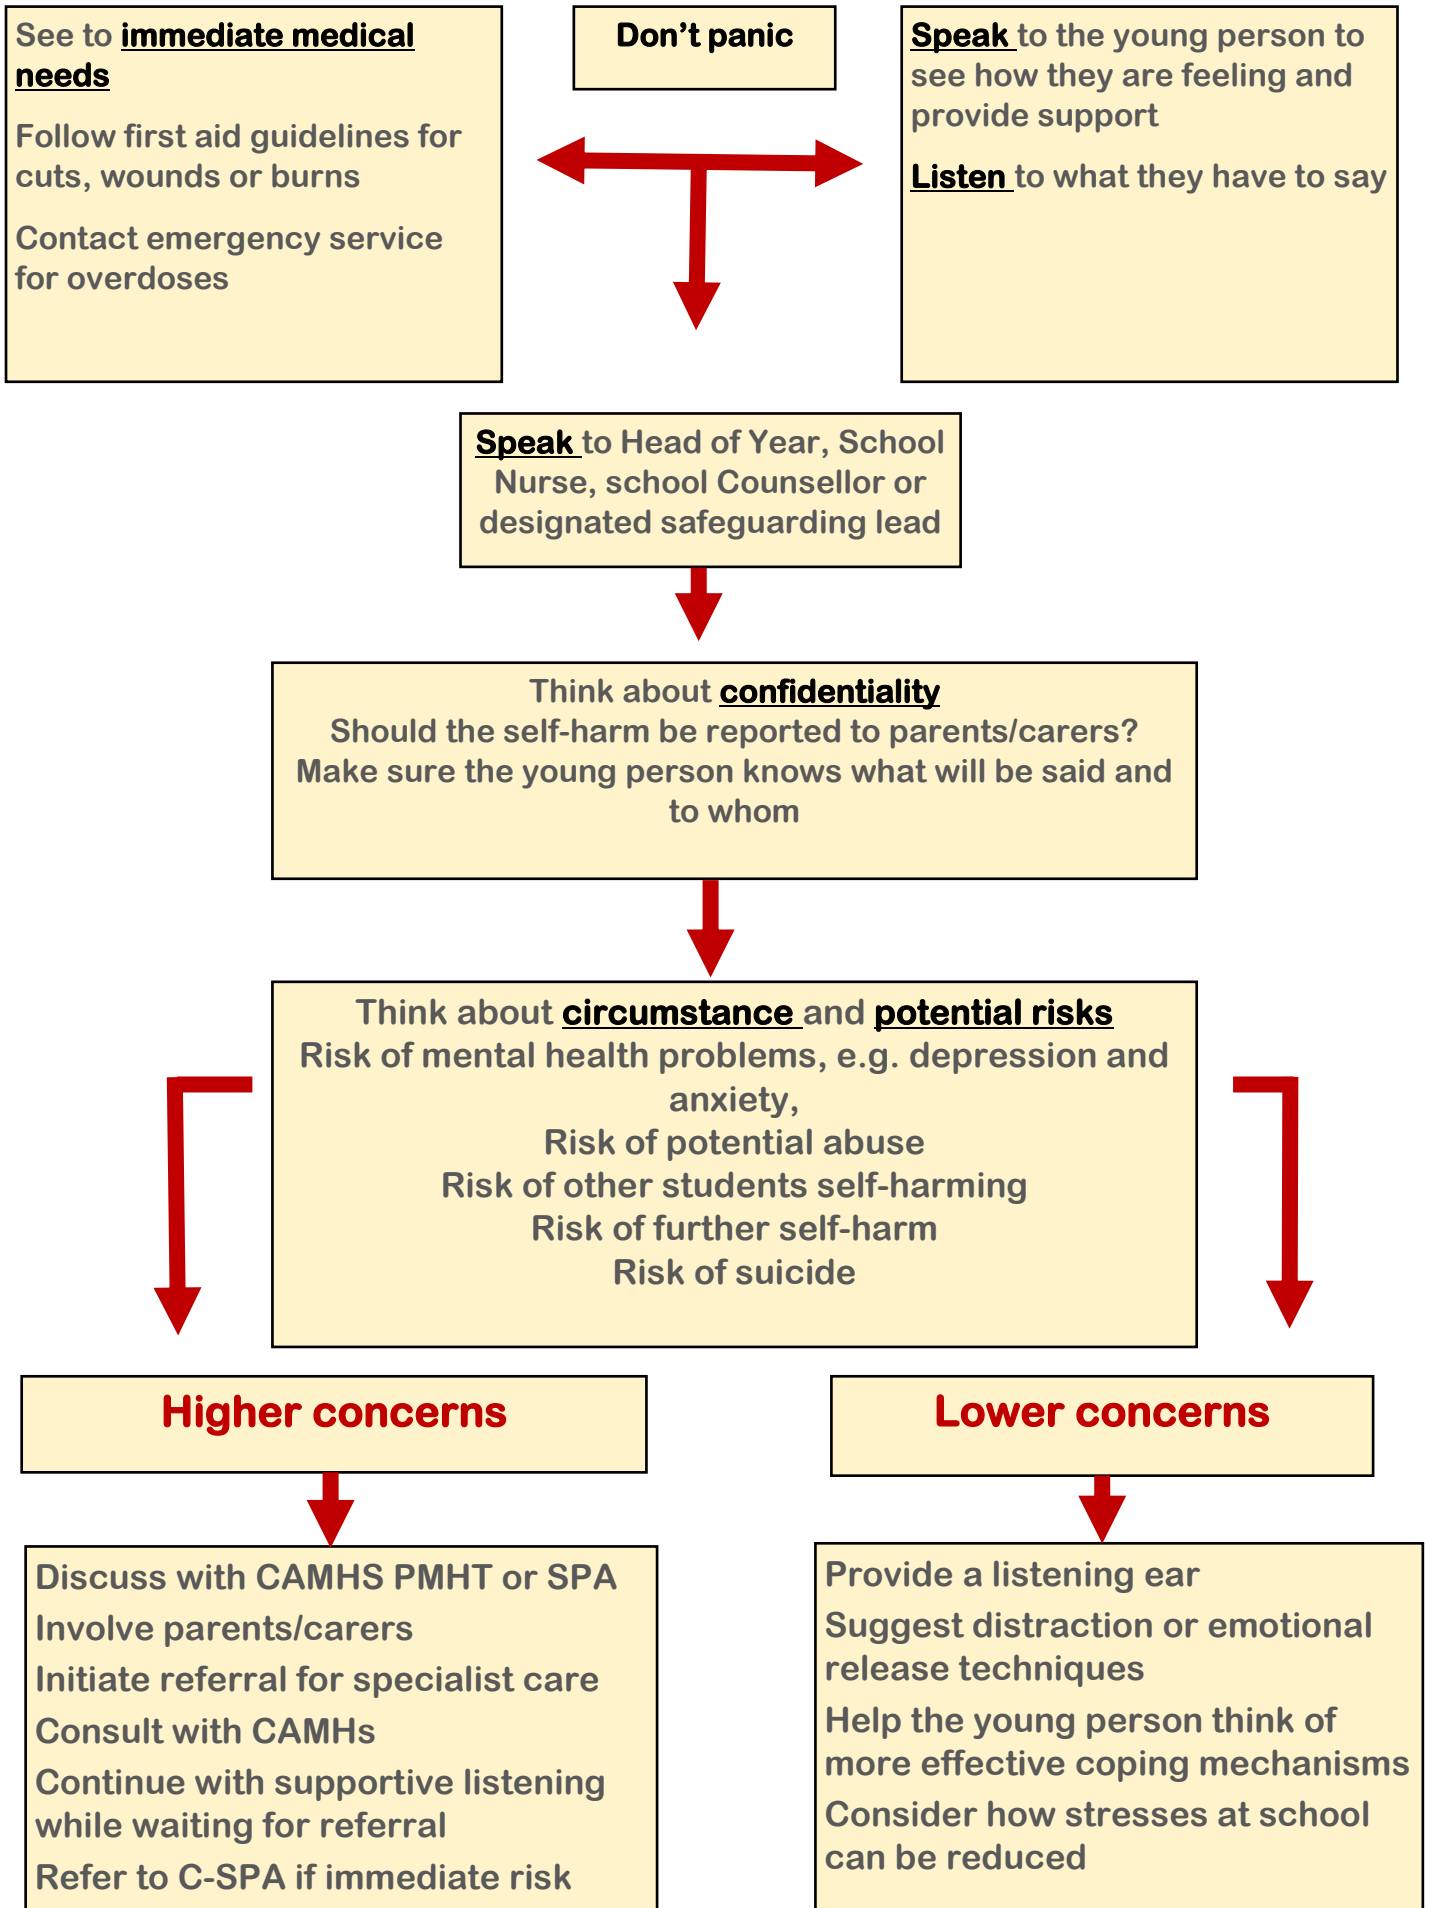 See to immediate medical
needs
Follow first aid guidelines for
cuts, wounds or burns
Contact emergency service
for overdoses
Don’t panic
Speak to the young person to
see how they are feeling and
provide support
Listen to what they have to say
Speak to Head of Year, School
Nurse, school Counsellor or
designated safeguarding lead
Think about confidentiality
Should the self-harm be reported to parents/carers?
Make sure the young person knows what will be said and
to whom
Think about circumstance and potential risks
Risk of mental health problems, e.g. depression and
anxiety,
Risk of potential abuse
Risk of other students self-harming
Risk of further self-harm
Risk of suicide
Higher concerns
Discuss with CAMHS PMHT or SPA
Involve parents/carers
Initiate referral for specialist care
Consult with CAMHs
Continue with supportive listening
while waiting for referral
Refer to C-SPA if immediate risk
Lower concerns
Provide a listening ear
Suggest distraction or emotional
release techniques
Help the young person think of
more effective coping mechanisms
Consider how stresses at school
can be reduced